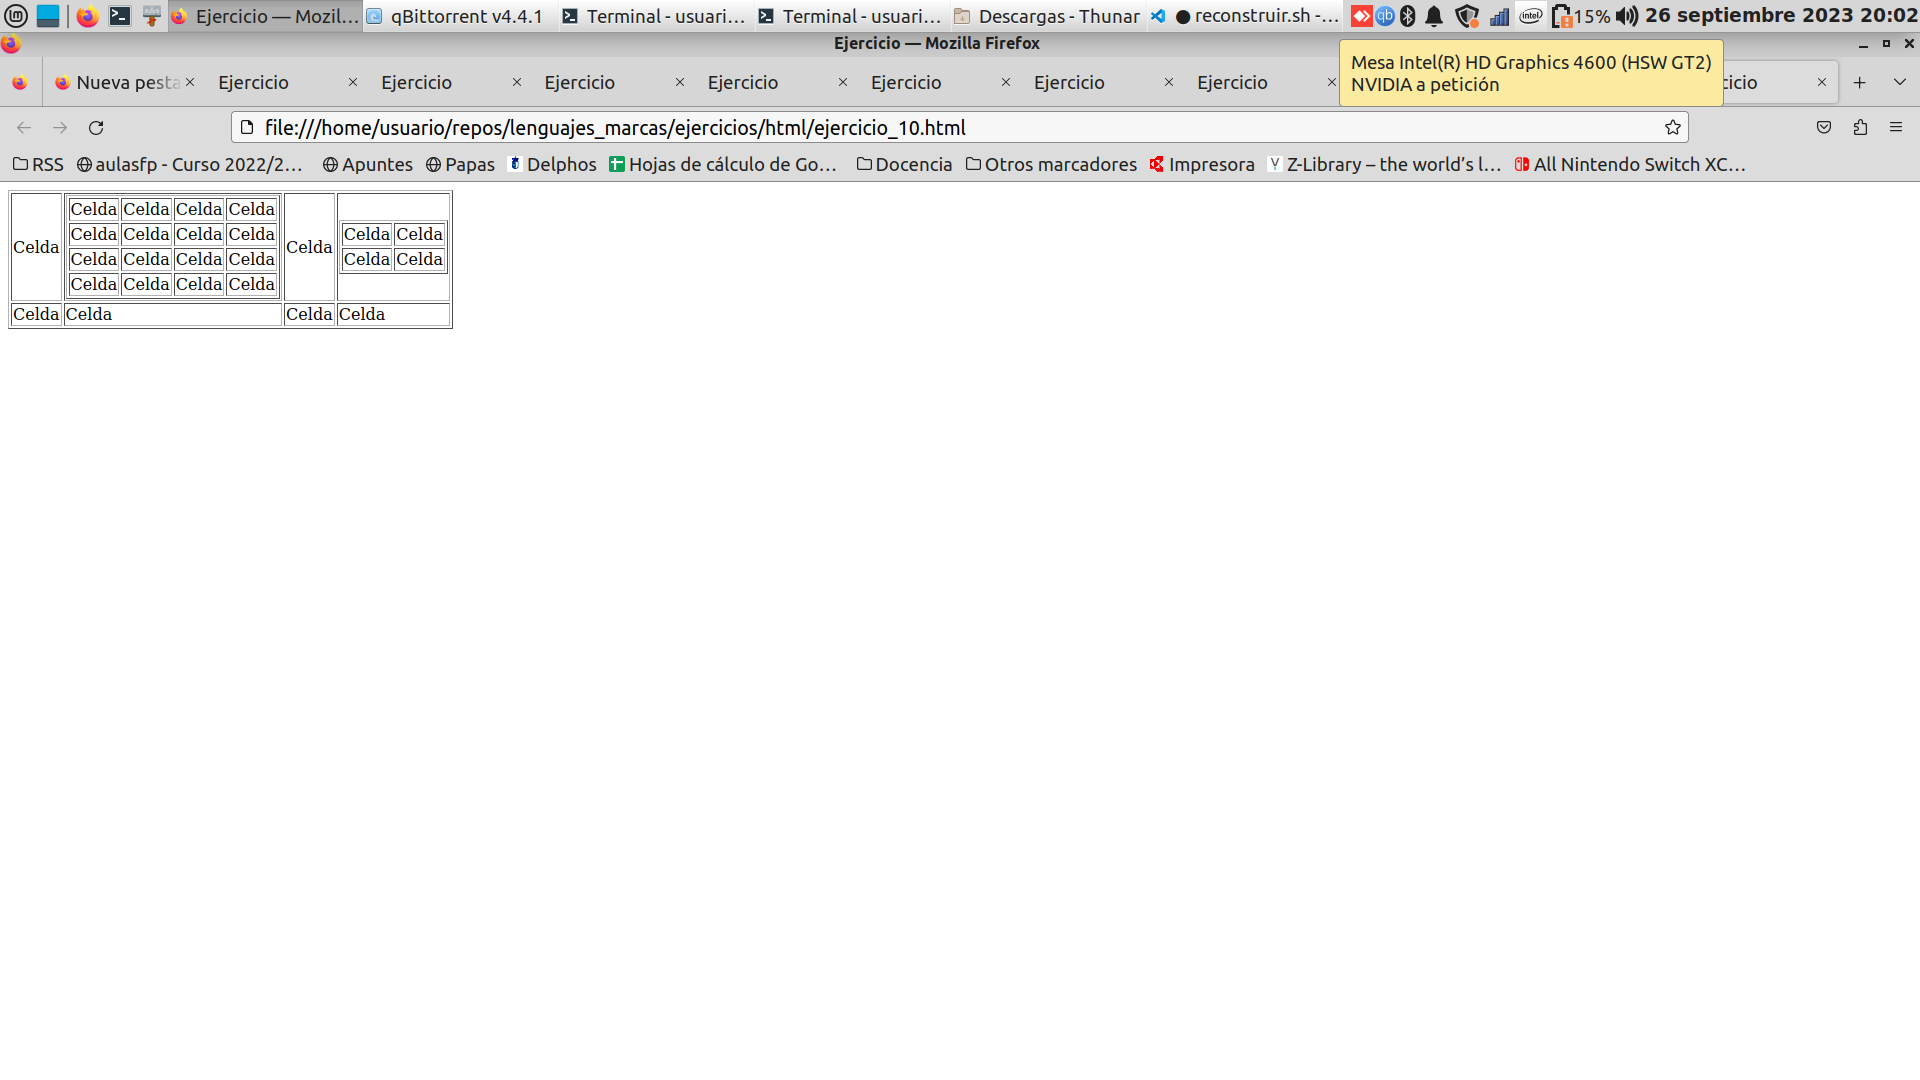 Ejercicio — Mozil... qBittorrent v4.4.1 Terminal - usuari... Terminal - usuari... Descargas - Thunar reconstruir.sh -... qb intel 15% 26 septiembre 2023 20:02
Ejercicio — Mozilla Firefox
Mesa Intel(R) HD Graphics 4600 (HSW GT2)
NVIDIA a petición
Nueva pesta Ejercicio Ejercicio Ejercicio Ejercicio Ejercicio Ejercicio Ejercicio cicio
file:///home/usuario/repos/lenguajes_marcas/ejercicios/html/ejercicio_10.html
RSS aulasfp - Curso 2022/2... Apuntes Papas Delphos Hojas de cálculo de Go... Docencia Otros marcadores Impresora Z-Library – the world's l... All Nintendo Switch XC...
Celda Celda Celda Celda
Celda Celda Celda Celda Celda Celda
Celda Celda
Celda Celda Celda Celda Celda Celda
Celda Celda Celda Celda
Celda Celda Celda Celda